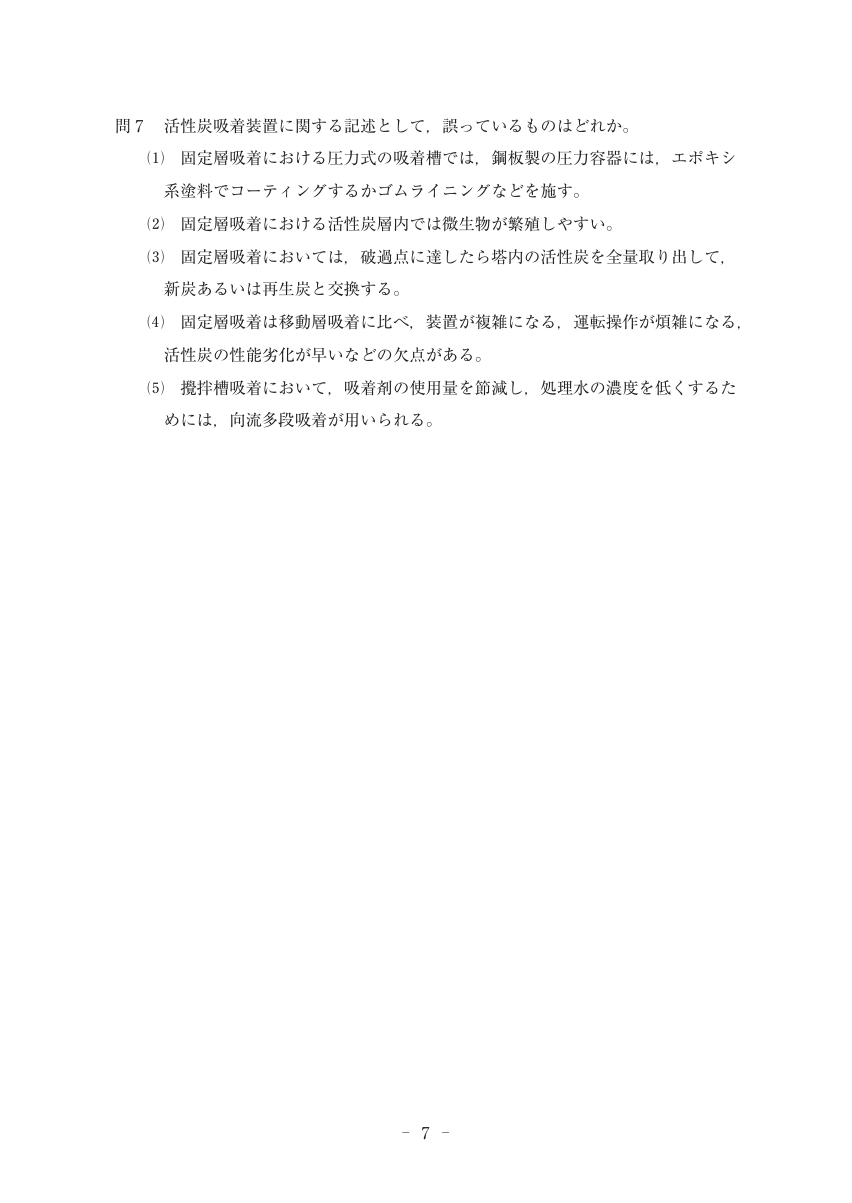 問７　活性炭吸着装置に関する記述として，誤っているものはどれか。
⑴　固定層吸着における圧力式の吸着槽では，鋼板製の圧力容器には，エポキシ
系塗料でコーティングするかゴムライニングなどを施す。
⑵　固定層吸着における活性炭層内では微生物が繁殖しやすい。
⑶　固定層吸着においては，破過点に達したら塔内の活性炭を全量取り出して，
新炭あるいは再生炭と交換する。
⑷　固定層吸着は移動層吸着に比べ，装置が複雑になる，運転操作が煩雑になる，
活性炭の性能劣化が早いなどの欠点がある。
⑸　攪拌槽吸着において，吸着剤の使用量を節減し，処理水の濃度を低くするた
めには，向流多段吸着が用いられる。
- 7 -